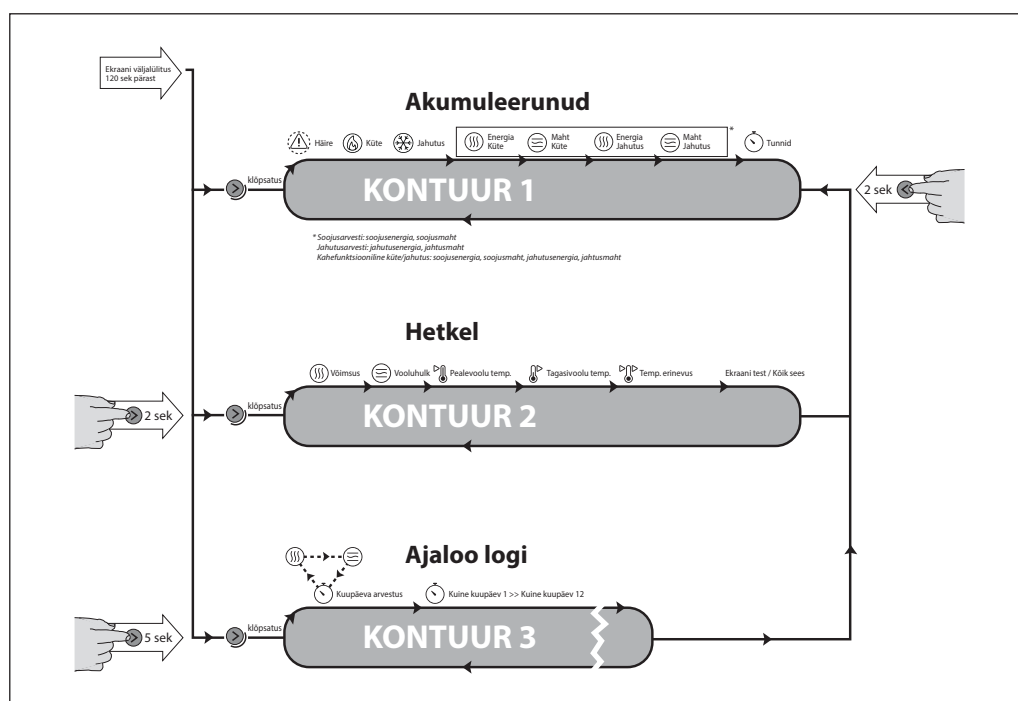 Ekraani väljalülitus
120 sek pärast
Akumuleerunud
Häire
Küte
Jahutus
Energia
Küte
Maht
Küte
Energia
Jahutus
Maht
Jahutus
*
Tunnid
klõpsatus
KONTUUR 1
2 sek
* Soojusarvesti: soojusenergia, soojusmaht
Jahutusarvesti: jahutusenergia, jahtusmaht
Kahefunktsiooniline küte/jahutus: soojusenergia, soojusmaht, jahutusenergia, jahtusmaht
Hetkel
Võimsus
Vooluhulk
Pealevoolu temp.
Tagasivoolu temp.
Temp. erinevus
Ekraani test / Kõik sees
2 sek
klõpsatus
KONTUUR 2
Ajaloo logi
Kuupäeva arvestus
Kuine kuupäev 1 >> Kuine kuupäev 12
5 sek
klõpsatus
KONTUUR 3